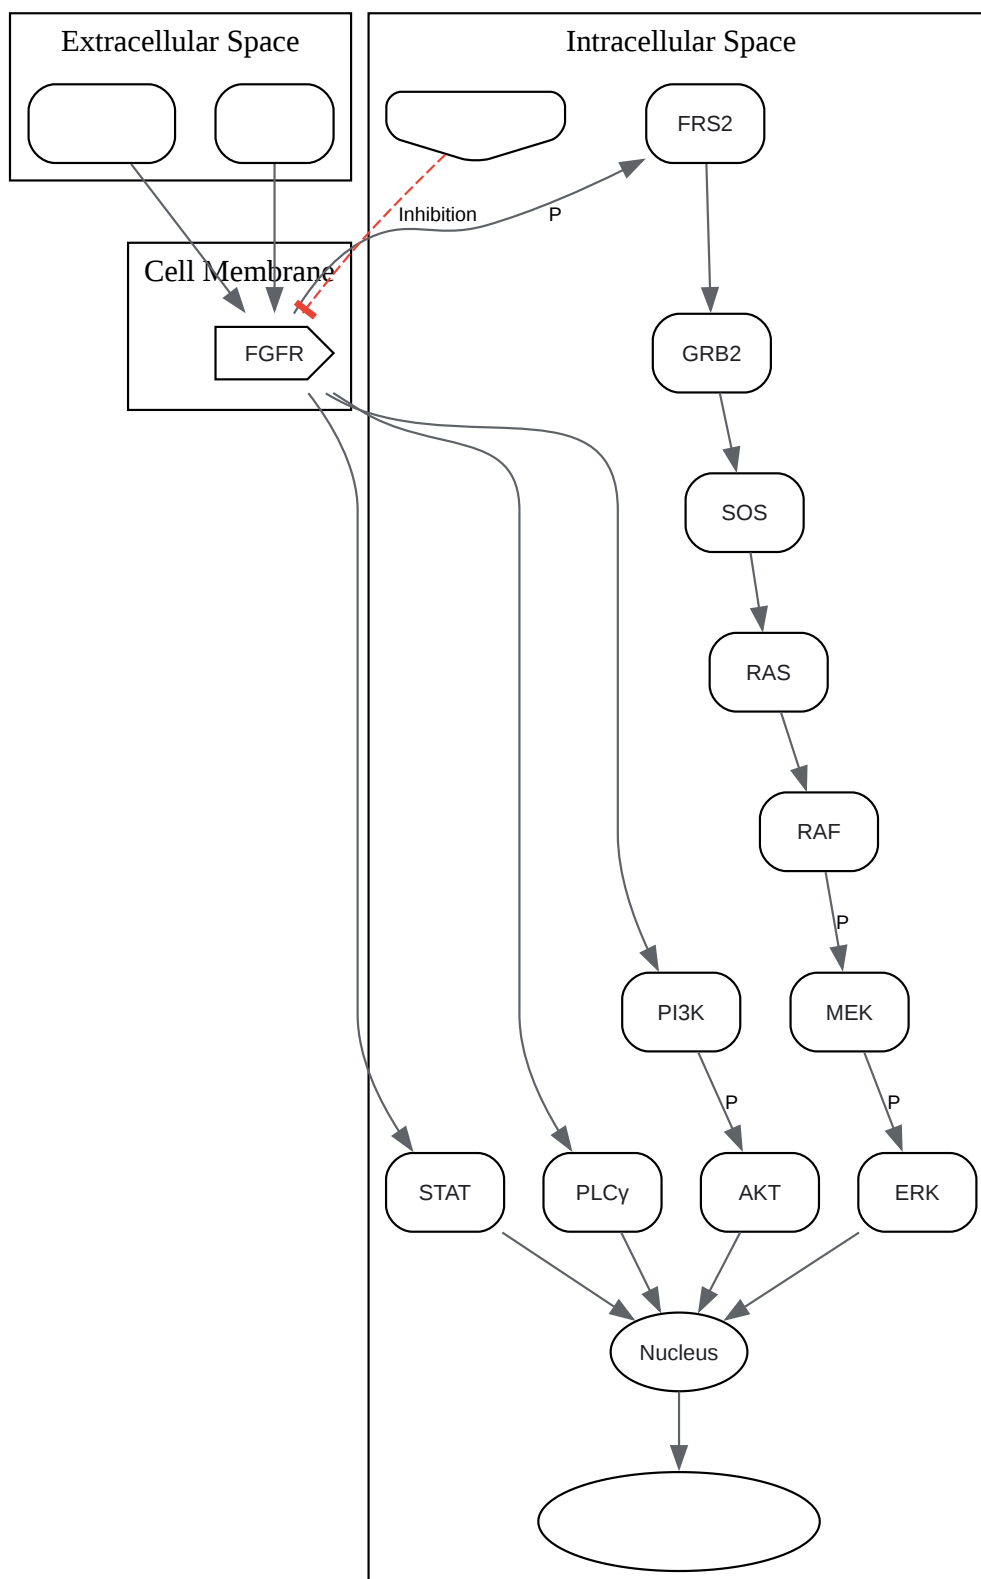 Extracellular Space
Intracellular Space
FRS2
Inhibition
P
Cell Membrane
FGFR
GRB2
SOS
RAS
RAF
P
PI3K
MEK
P
P
STAT
PLCγ
AKT
ERK
Nucleus